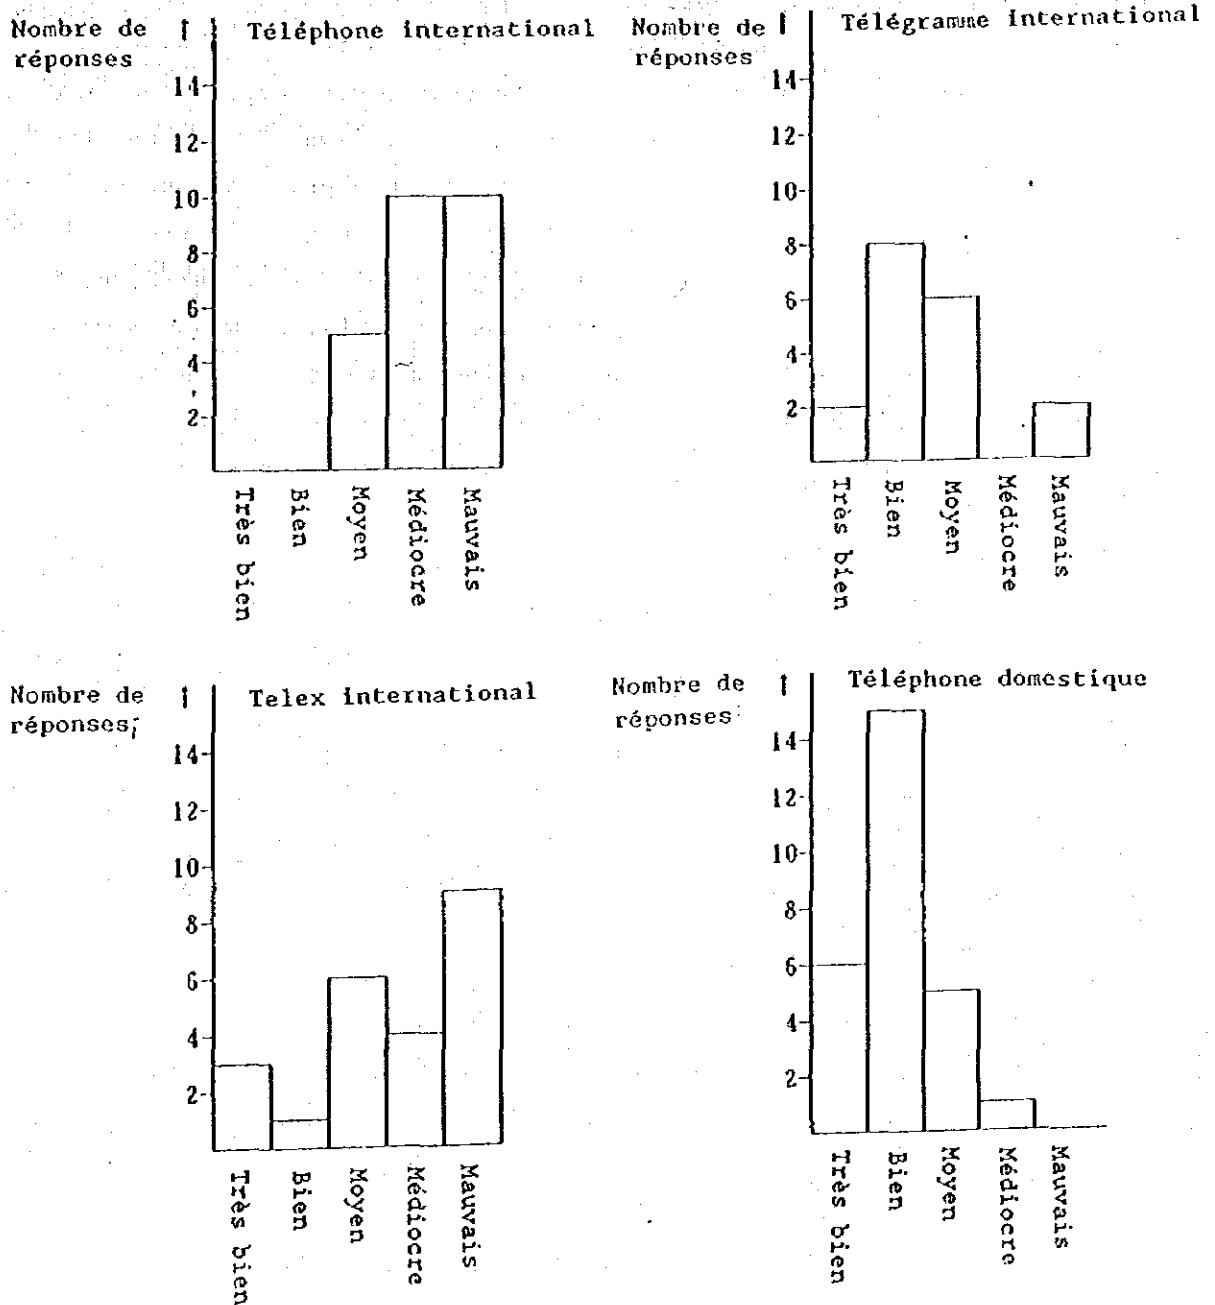 Nombre de
réponses
↑
Téléphone international
14
12
10
8
6
4
2
Très bien
Bien
Moyen
Médiocre
Mauvais
Nombre de
réponses
Télégramme International
14
12
10
8
6
4
2
Très bien
Bien
Moyen
Médiocre
Mauvais
Nombre de
réponses;
↑
Telex international
14
12
10
8
6
4
2
Très bien
Bien
Moyen
Médiocre
Mauvais
Nombre de
réponses
↑
Téléphone domestique
14
12
10
8
6
4
2
Très bien
Bien
Moyen
Médiocre
Mauvais